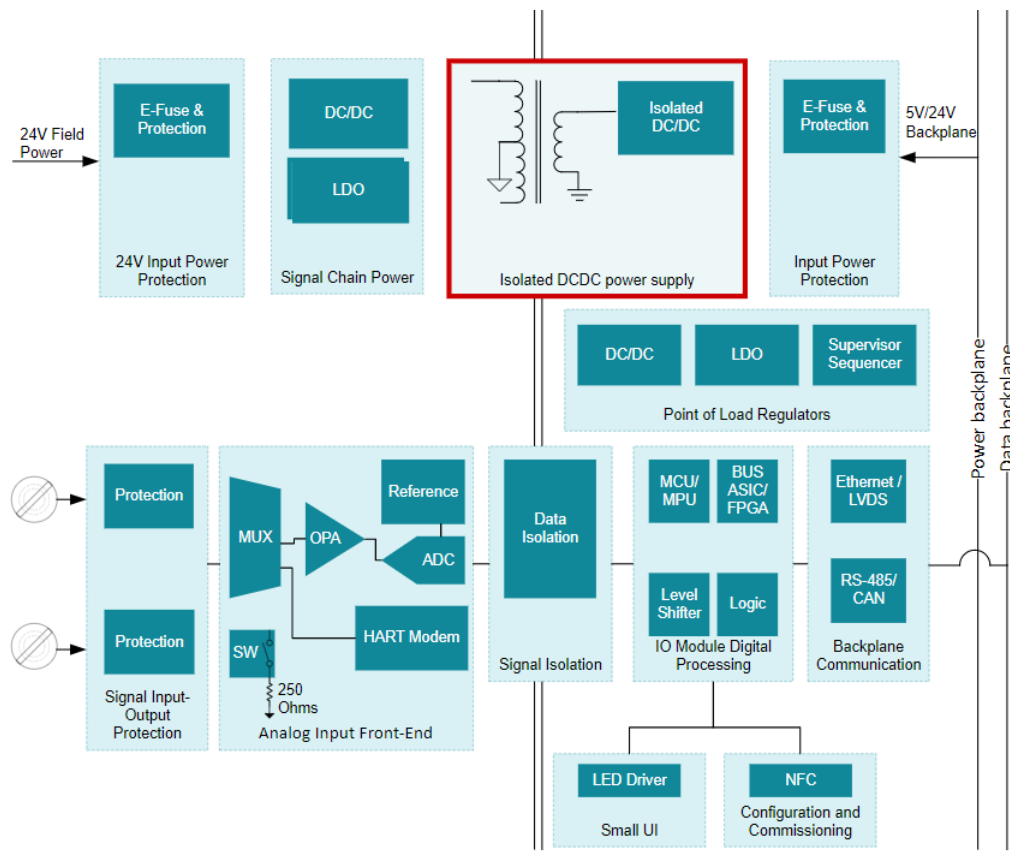 24V Field
Power
E-Fuse &
Protection
24V Input Power
Protection
DC/DC
LDO
Signal Chain Power
Isolated
DC/DC
Isolated DCDC power supply
E-Fuse &
Protection
Input Power
Protection
5V/24V
Backplane
DC/DC
LDO
Supervisor
Sequencer
Point of Load Regulators
Power backplane
Data backplane
Protection
Protection
Signal Input-
Output
Protection
MUX
OPA
Reference
ADC
HART Modem
SW
250
Ohms
Analog Input Front-End
Data
Isolation
Signal Isolation
MCU/
MPU
BUS
ASIC/
FPGA
Level
Shifter
Logic
IO Module Digital
Processing
Ethernet /
LVDS
RS-485/
CAN
Backplane
Communication
LED Driver
Small UI
NFC
Configuration and
Commissioning